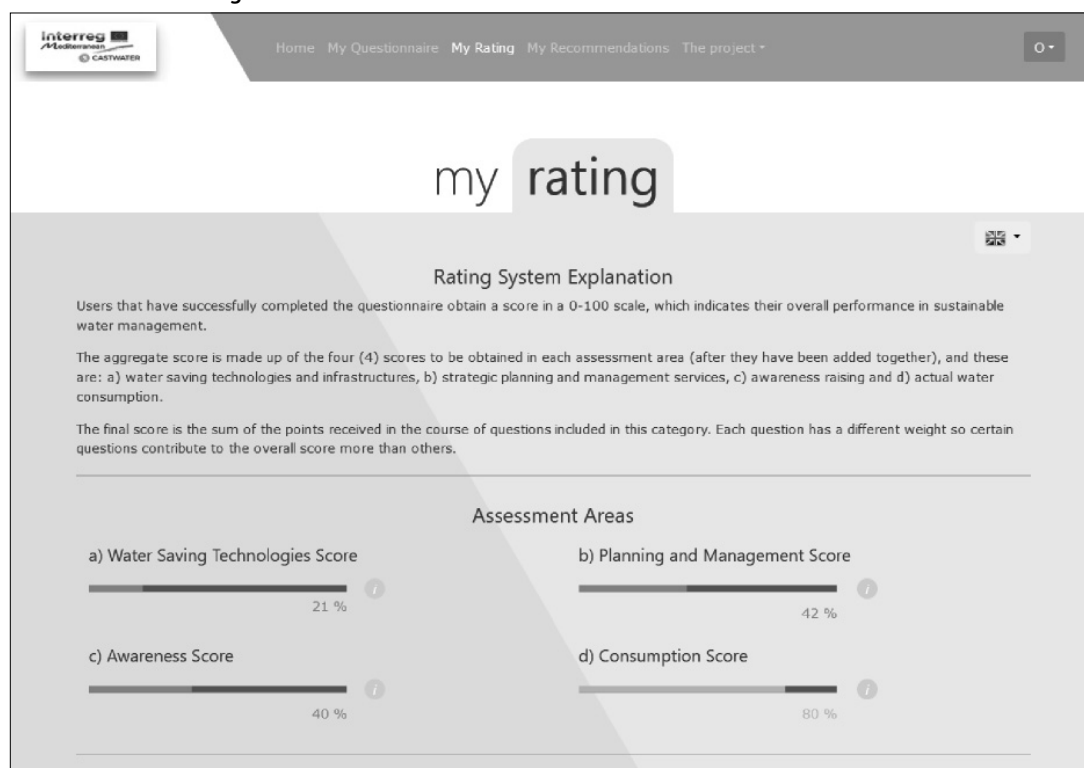 Interreg
Mediterranean
CASTWATER
Home My Questionnaire My Rating My Recommendations The project
O
my rating
Rating System Explanation
Users that have successfully completed the questionnaire obtain a score in a 0-100 scale, which indicates their overall performance in sustainable
water management.
The aggregate score is made up of the four (4) scores to be obtained in each assessment area (after they have been added together), and these
are: a) water saving technologies and infrastructures, b) strategic planning and management services, c) awareness raising and d) actual water
consumption.
The final score is the sum of the points received in the course of questions included in this category. Each question has a different weight so certain
questions contribute to the overall score more than others.
Assessment Areas
a) Water Saving Technologies Score
i
21 %
b) Planning and Management Score
i
42 %
c) Awareness Score
i
40 %
d) Consumption Score
i
80 %